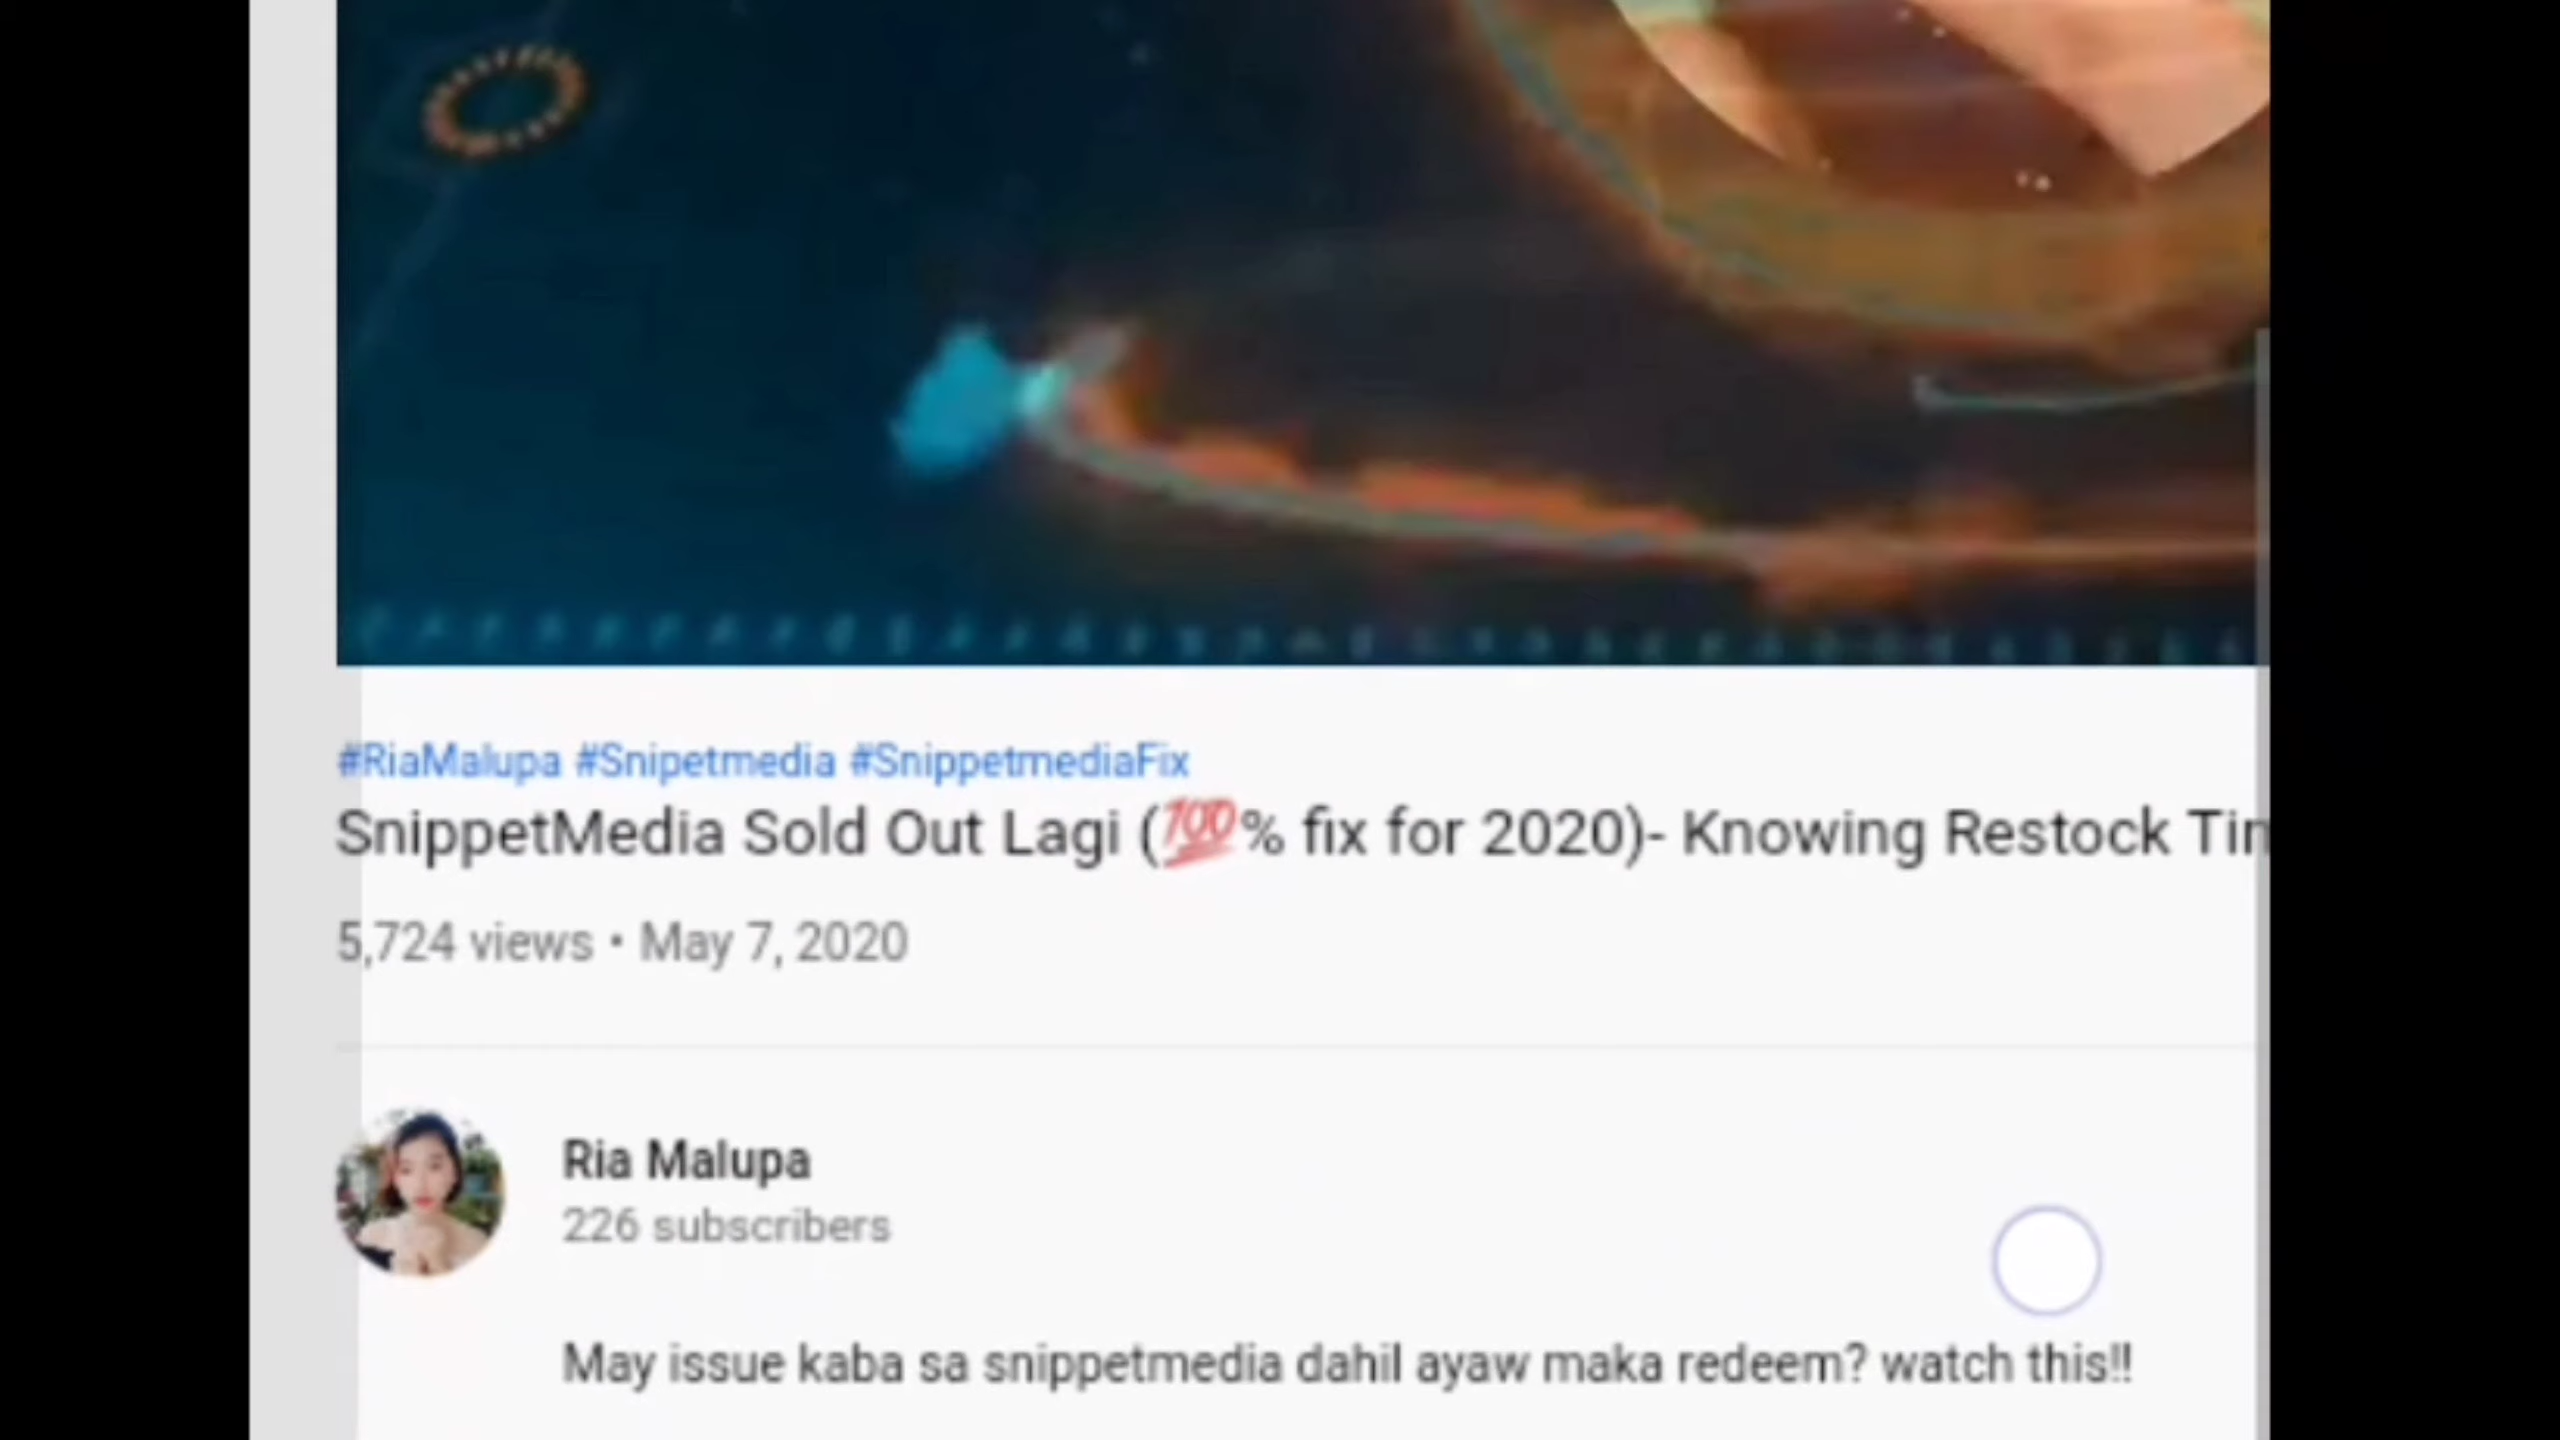 #RiaMalupa #Snipetmedia #SnippetmediaFix
SnippetMedia Sold Out Lagi (💯% fix for 2020)- Knowing Restock
5,724 views • May 7, 2020
Ria Malupa
226 subscribers
May issue kaba sa snippetmedia dahil ayaw maka redeem? watch this!!